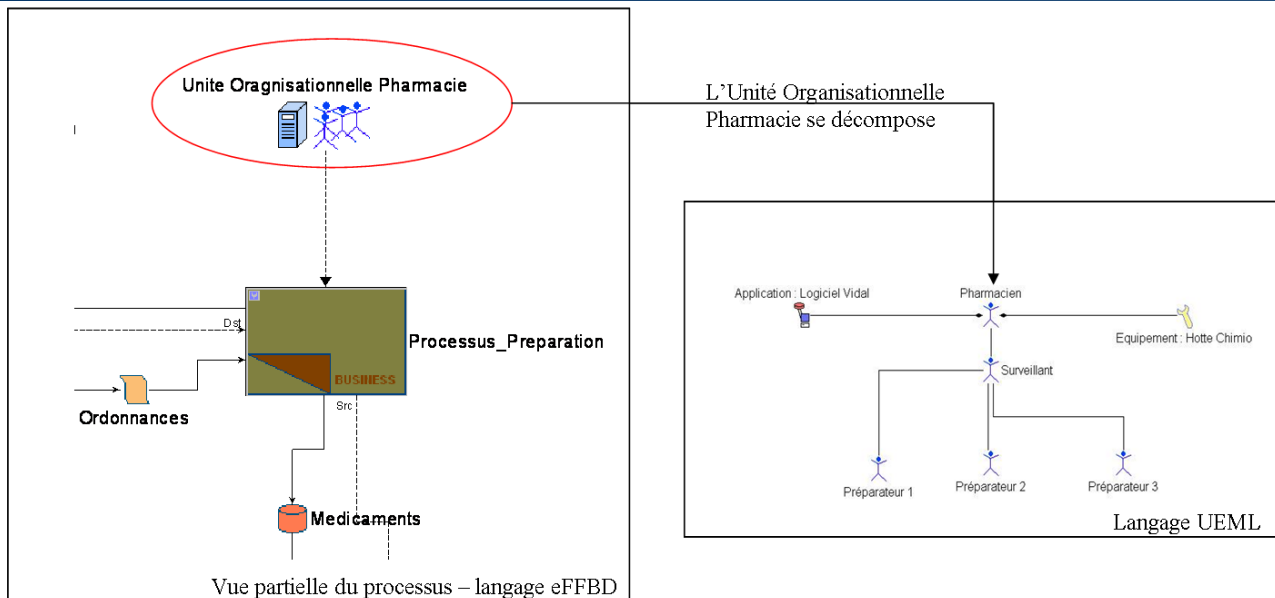 Unite Oragnisationnelle Pharmacie
L'Unité Organisationnelle
Pharmacie se décompose
Dst
Processus_Preparation
BUSINESS
Ordonnances
Src
Medicaments
Vue partielle du processus – langage eFFBD
Application : Logiciel Vidal
Pharmacien
Equipement : Hotte Chimio
Surveillant
Préparateur 1
Préparateur 2
Préparateur 3
Langage UEML